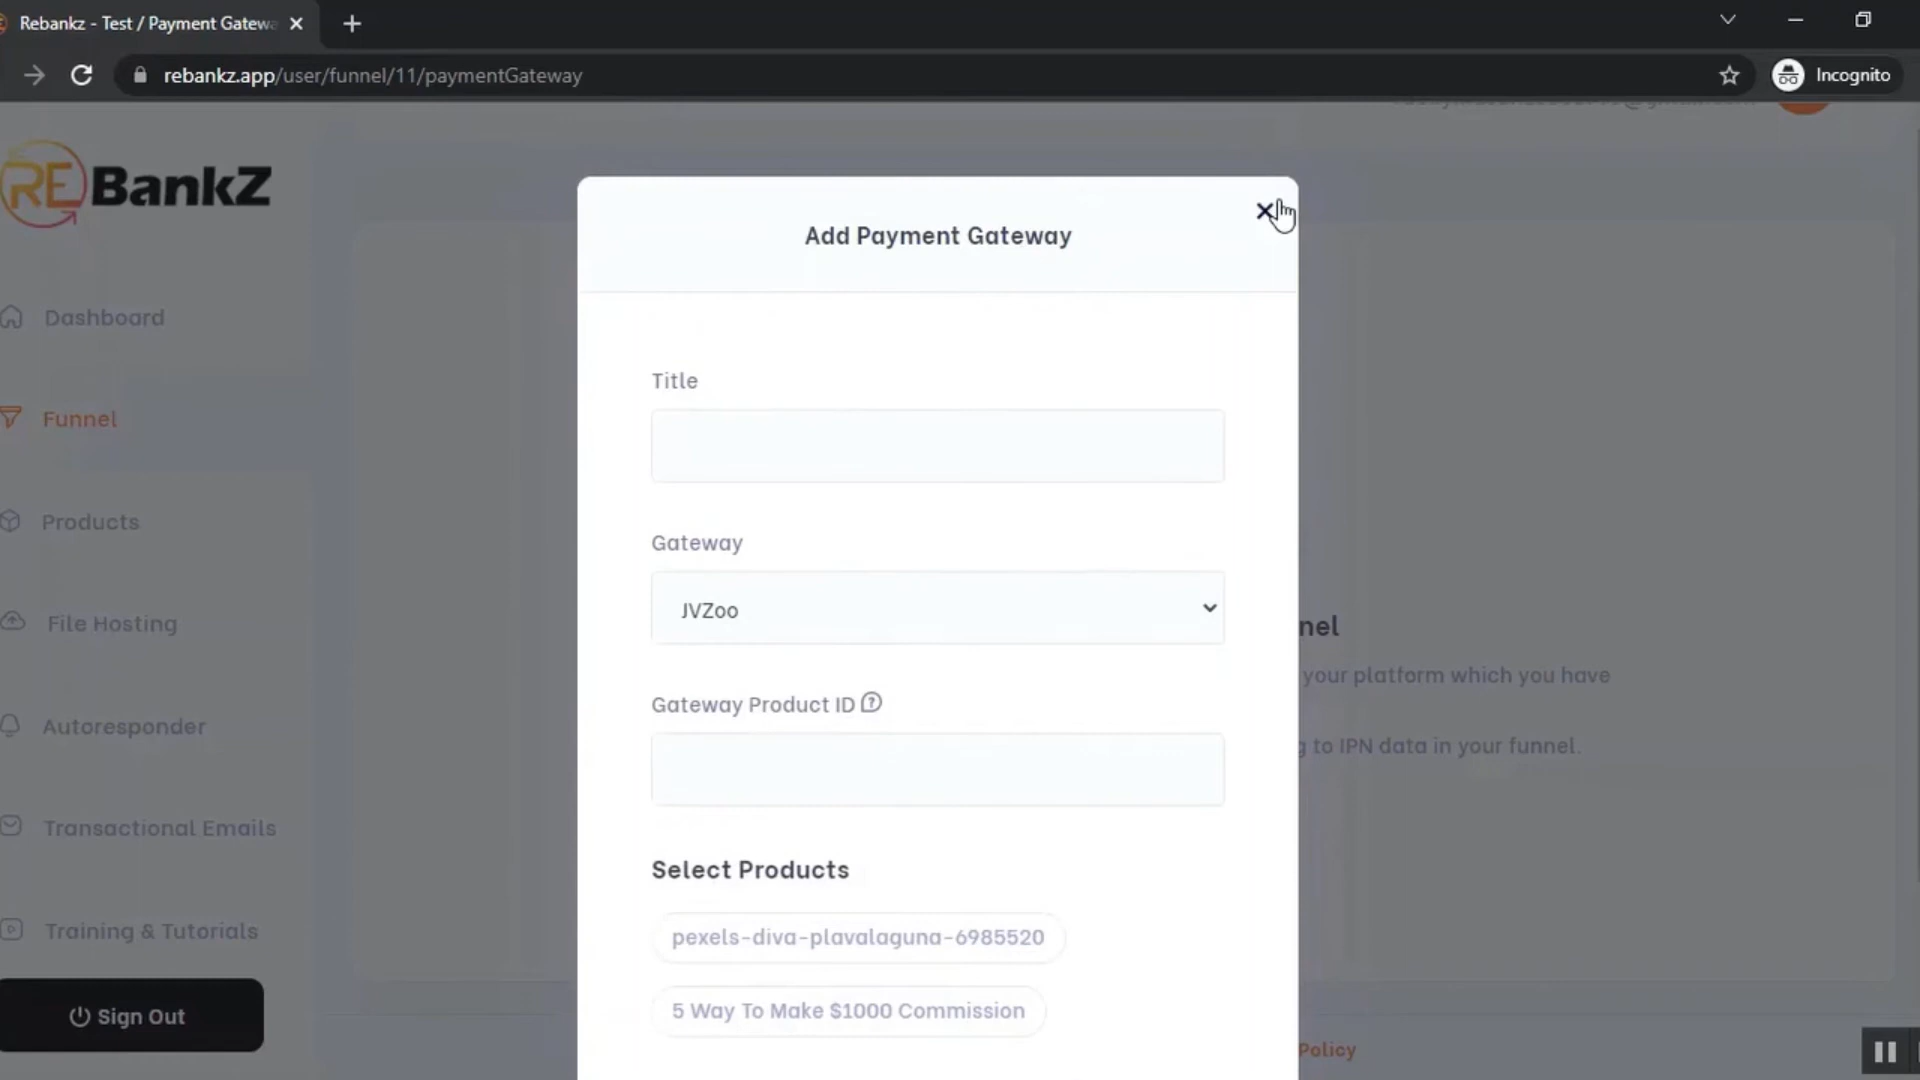 Rebankz - Test / Payment Gatewa
rebankz.app/user/funnel/11/paymentGateway
Incognito
REBankZ
Add Payment Gateway
Dashboard
Title
Funnel
Products
Gateway
JVZoo
File Hosting
nel
your platform which you have
Gateway Product ID
Autoresponder
g to IPN data in your funnel.
Transactional Emails
Select Products
Training & Tutorials
pexels-diva-plavalaguna-6985520
Sign Out
5 Way To Make $1000 Commission
Policy